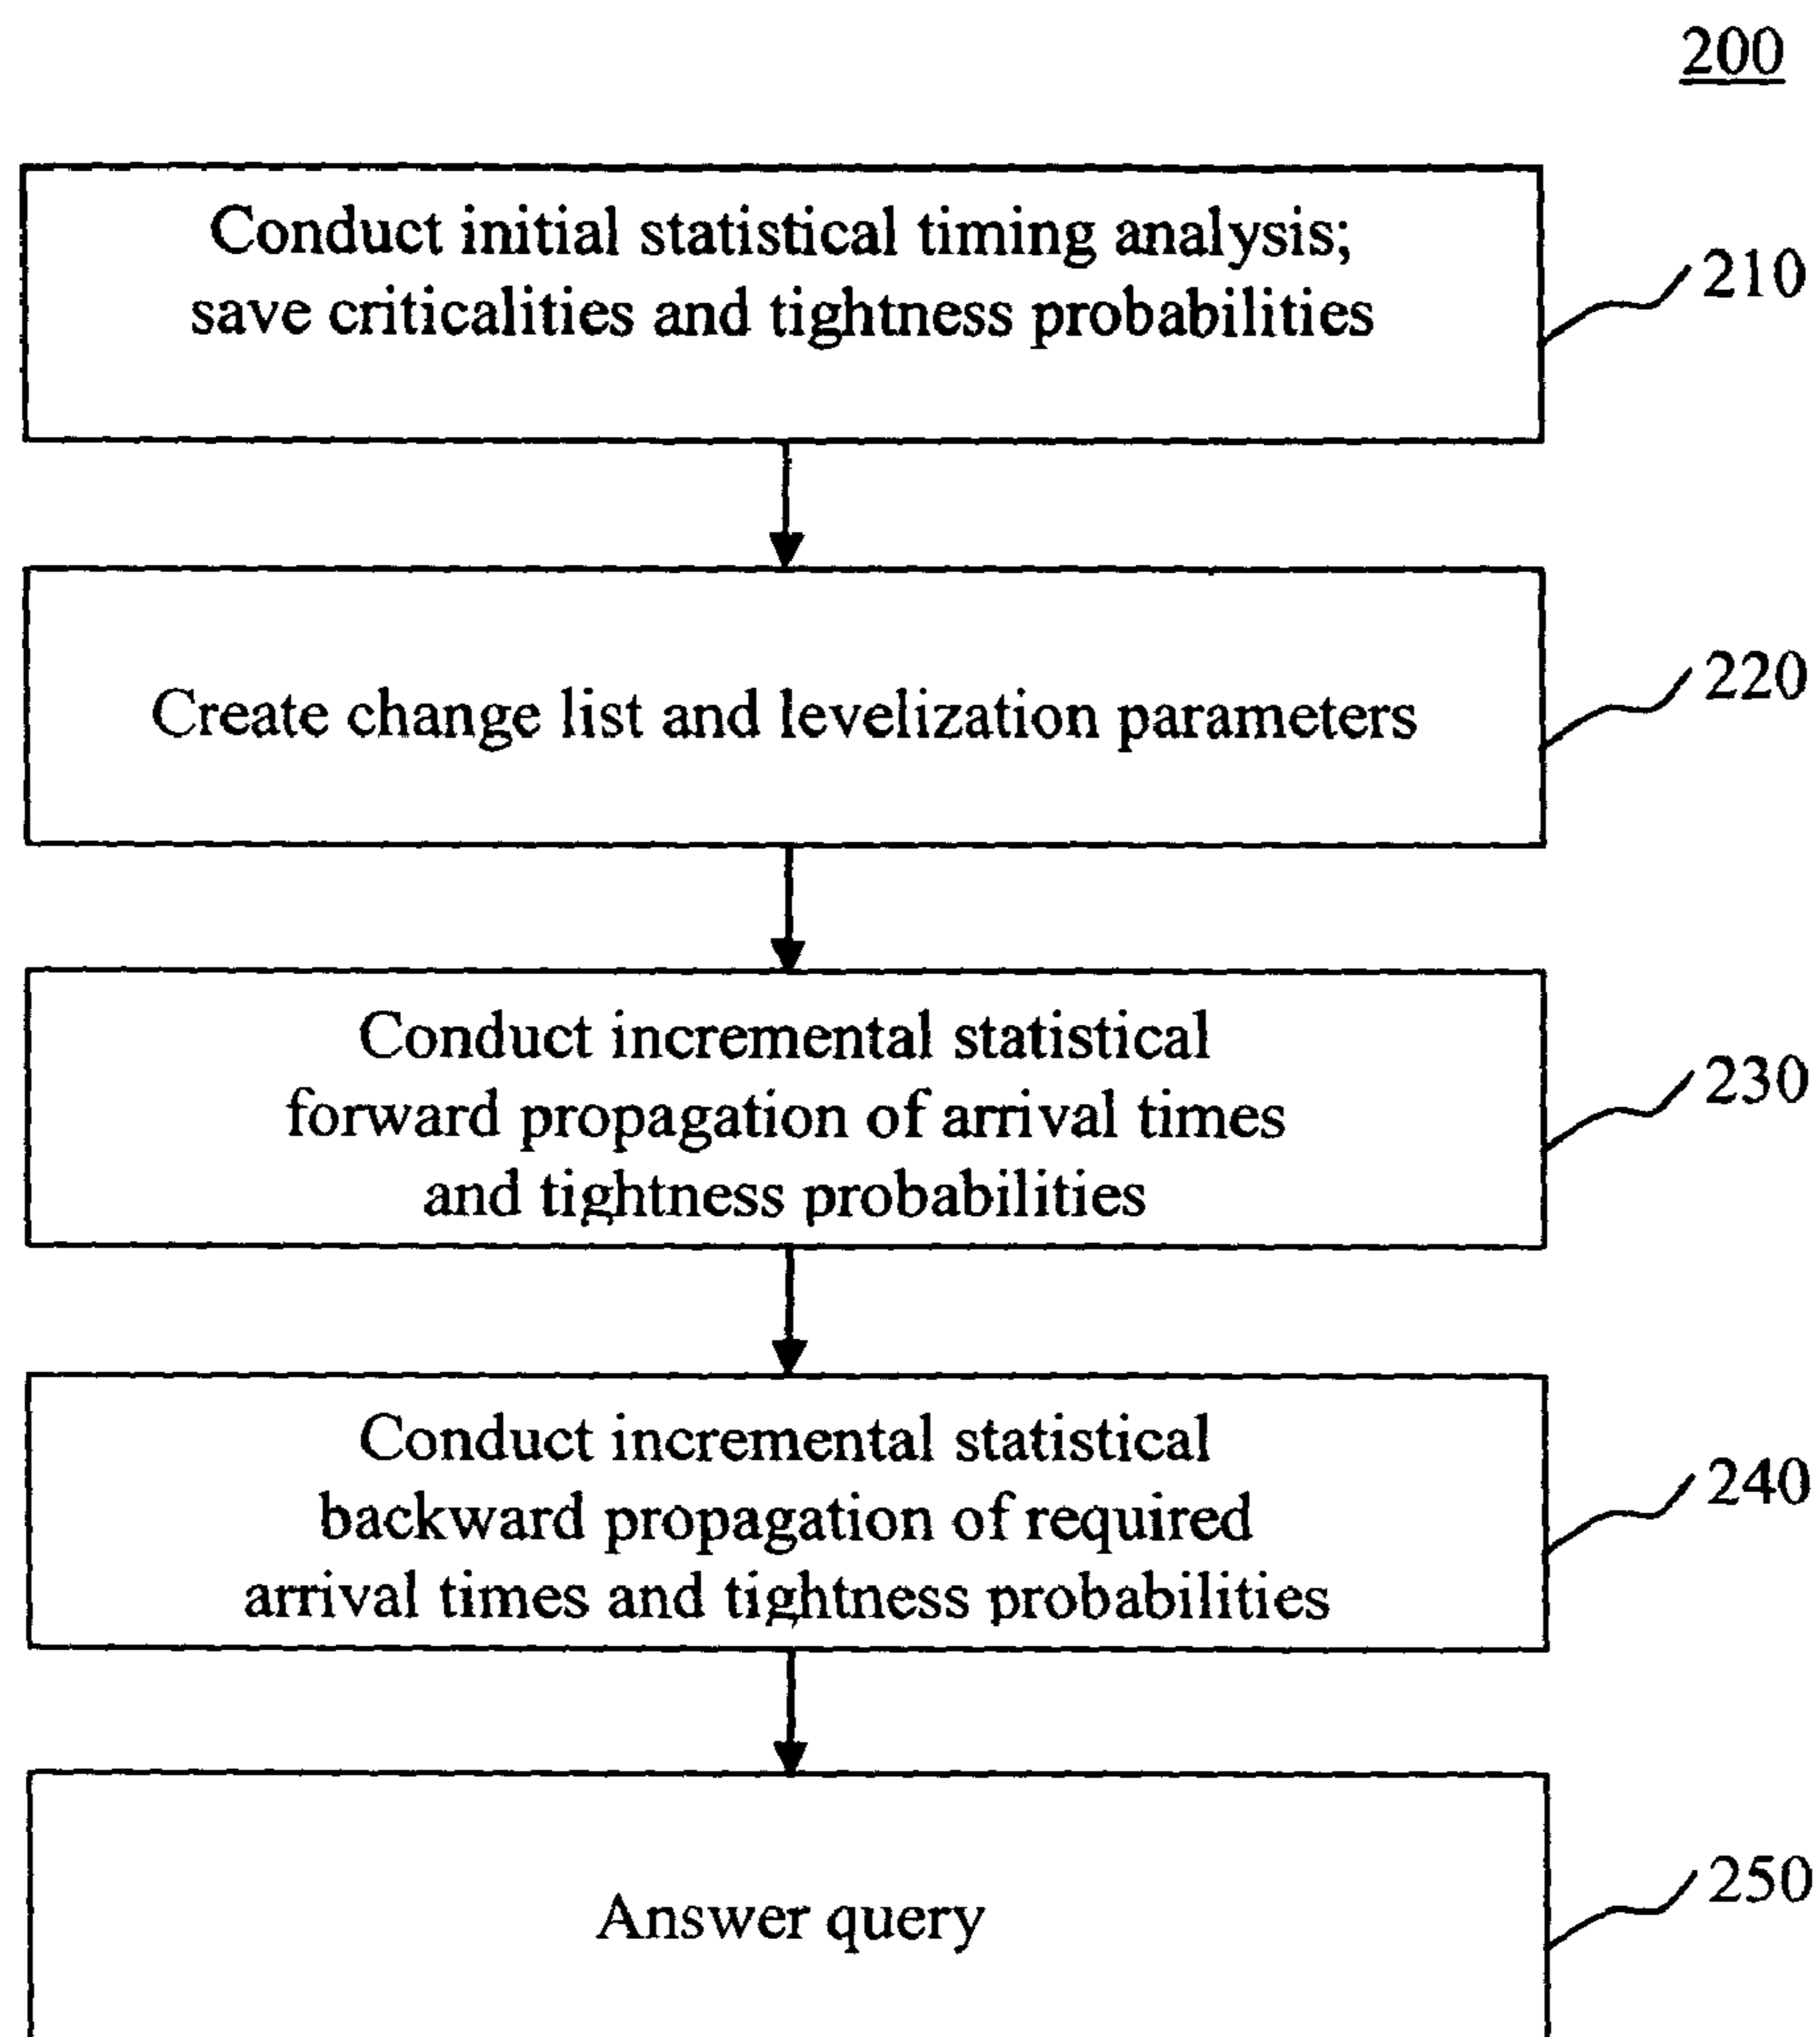 200
Conduct initial statistical timing analysis;
save criticalities and tightness probabilities
210
Create change list and levelization parameters
220
Conduct incremental statistical
forward propagation of arrival times
and tightness probabilities
230
Conduct incremental statistical
backward propagation of required
arrival times and tightness probabilities
240
Answer query
250